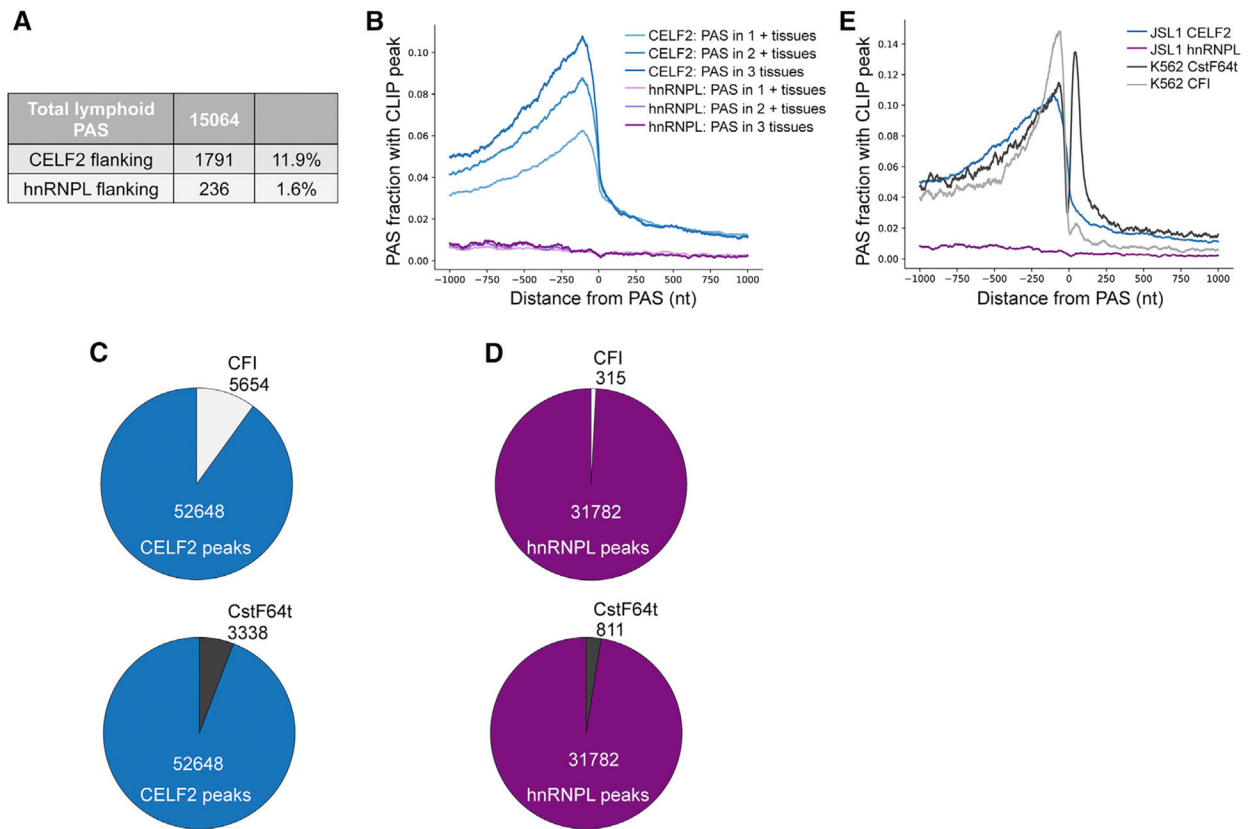 A
Total lymphoid PAS 15064
CELF2 flanking 1791 11.9%
hnRNPL flanking 236 1.6%
B
PAS fraction with CLIP peak
0.10
0.08
0.06
0.04
0.02
0.00
−1000 −750 −500 −250 0 250 500 750 1000
Distance from PAS (nt)
CELF2: PAS in 1 + tissues
CELF2: PAS in 2 + tissues
CELF2: PAS in 3 tissues
hnRNPL: PAS in 1 + tissues
hnRNPL: PAS in 2 + tissues
hnRNPL: PAS in 3 tissues
E
PAS fraction with CLIP peak
0.14
0.12
0.10
0.08
0.06
0.04
0.02
0.00
−1000 −750 −500 −250 0 250 500 750 1000
Distance from PAS (nt)
JSL1 CELF2
JSL1 hnRNPL
K562 CstF64t
K562 CFI
C
CFI
5654
52648
CELF2 peaks
CstF64t
3338
52648
CELF2 peaks
D
CFI
315
31782
hnRNPL peaks
CstF64t
811
31782
hnRNPL peaks